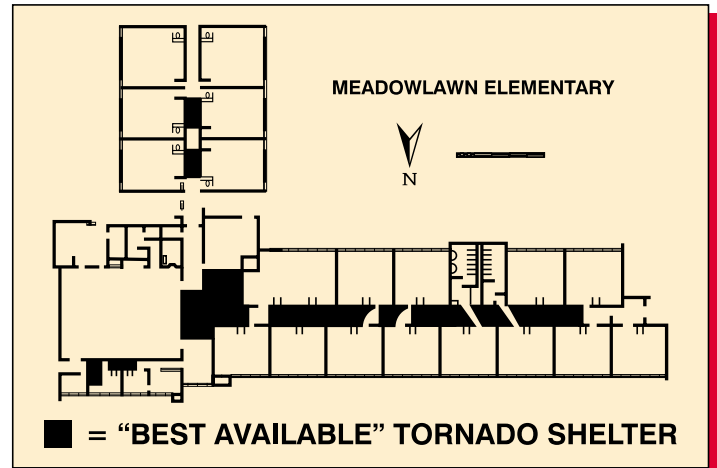 MEADOWLAWN ELEMENTARY
N
= “BEST AVAILABLE” TORNADO SHELTER